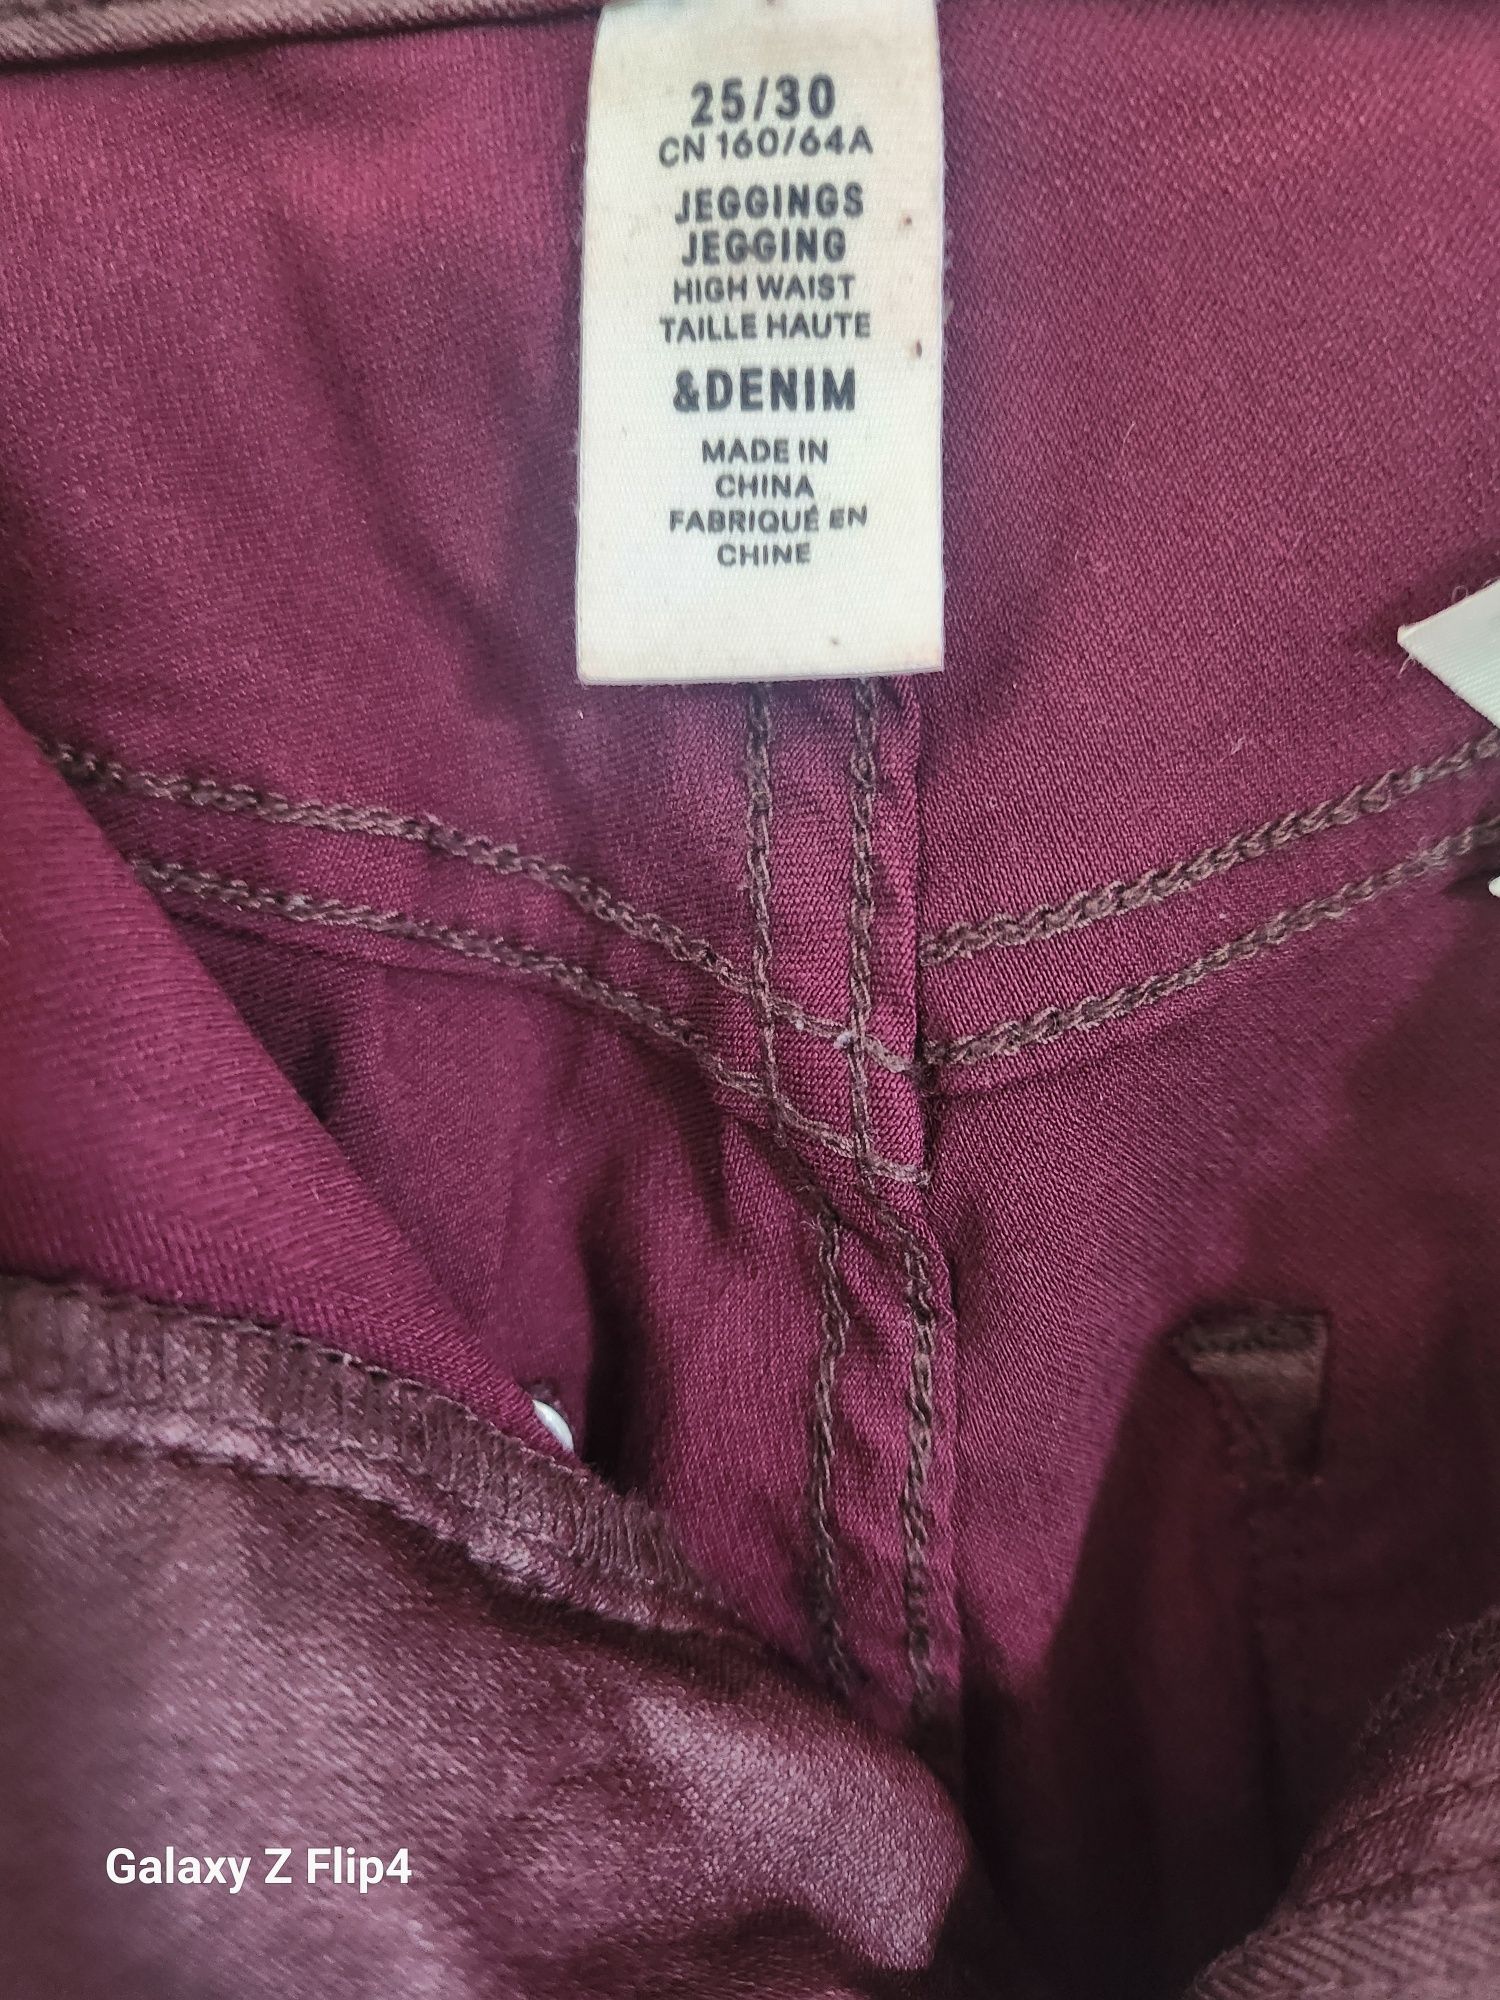 25/30
CN 160/64A
JEGGINGS
JEGGING
HIGH WAIST
TAILLE HAUTE
&DENIM
MADE IN
CHINA
FABRIQUÉ EN
CHINE
Galaxy Z Flip4